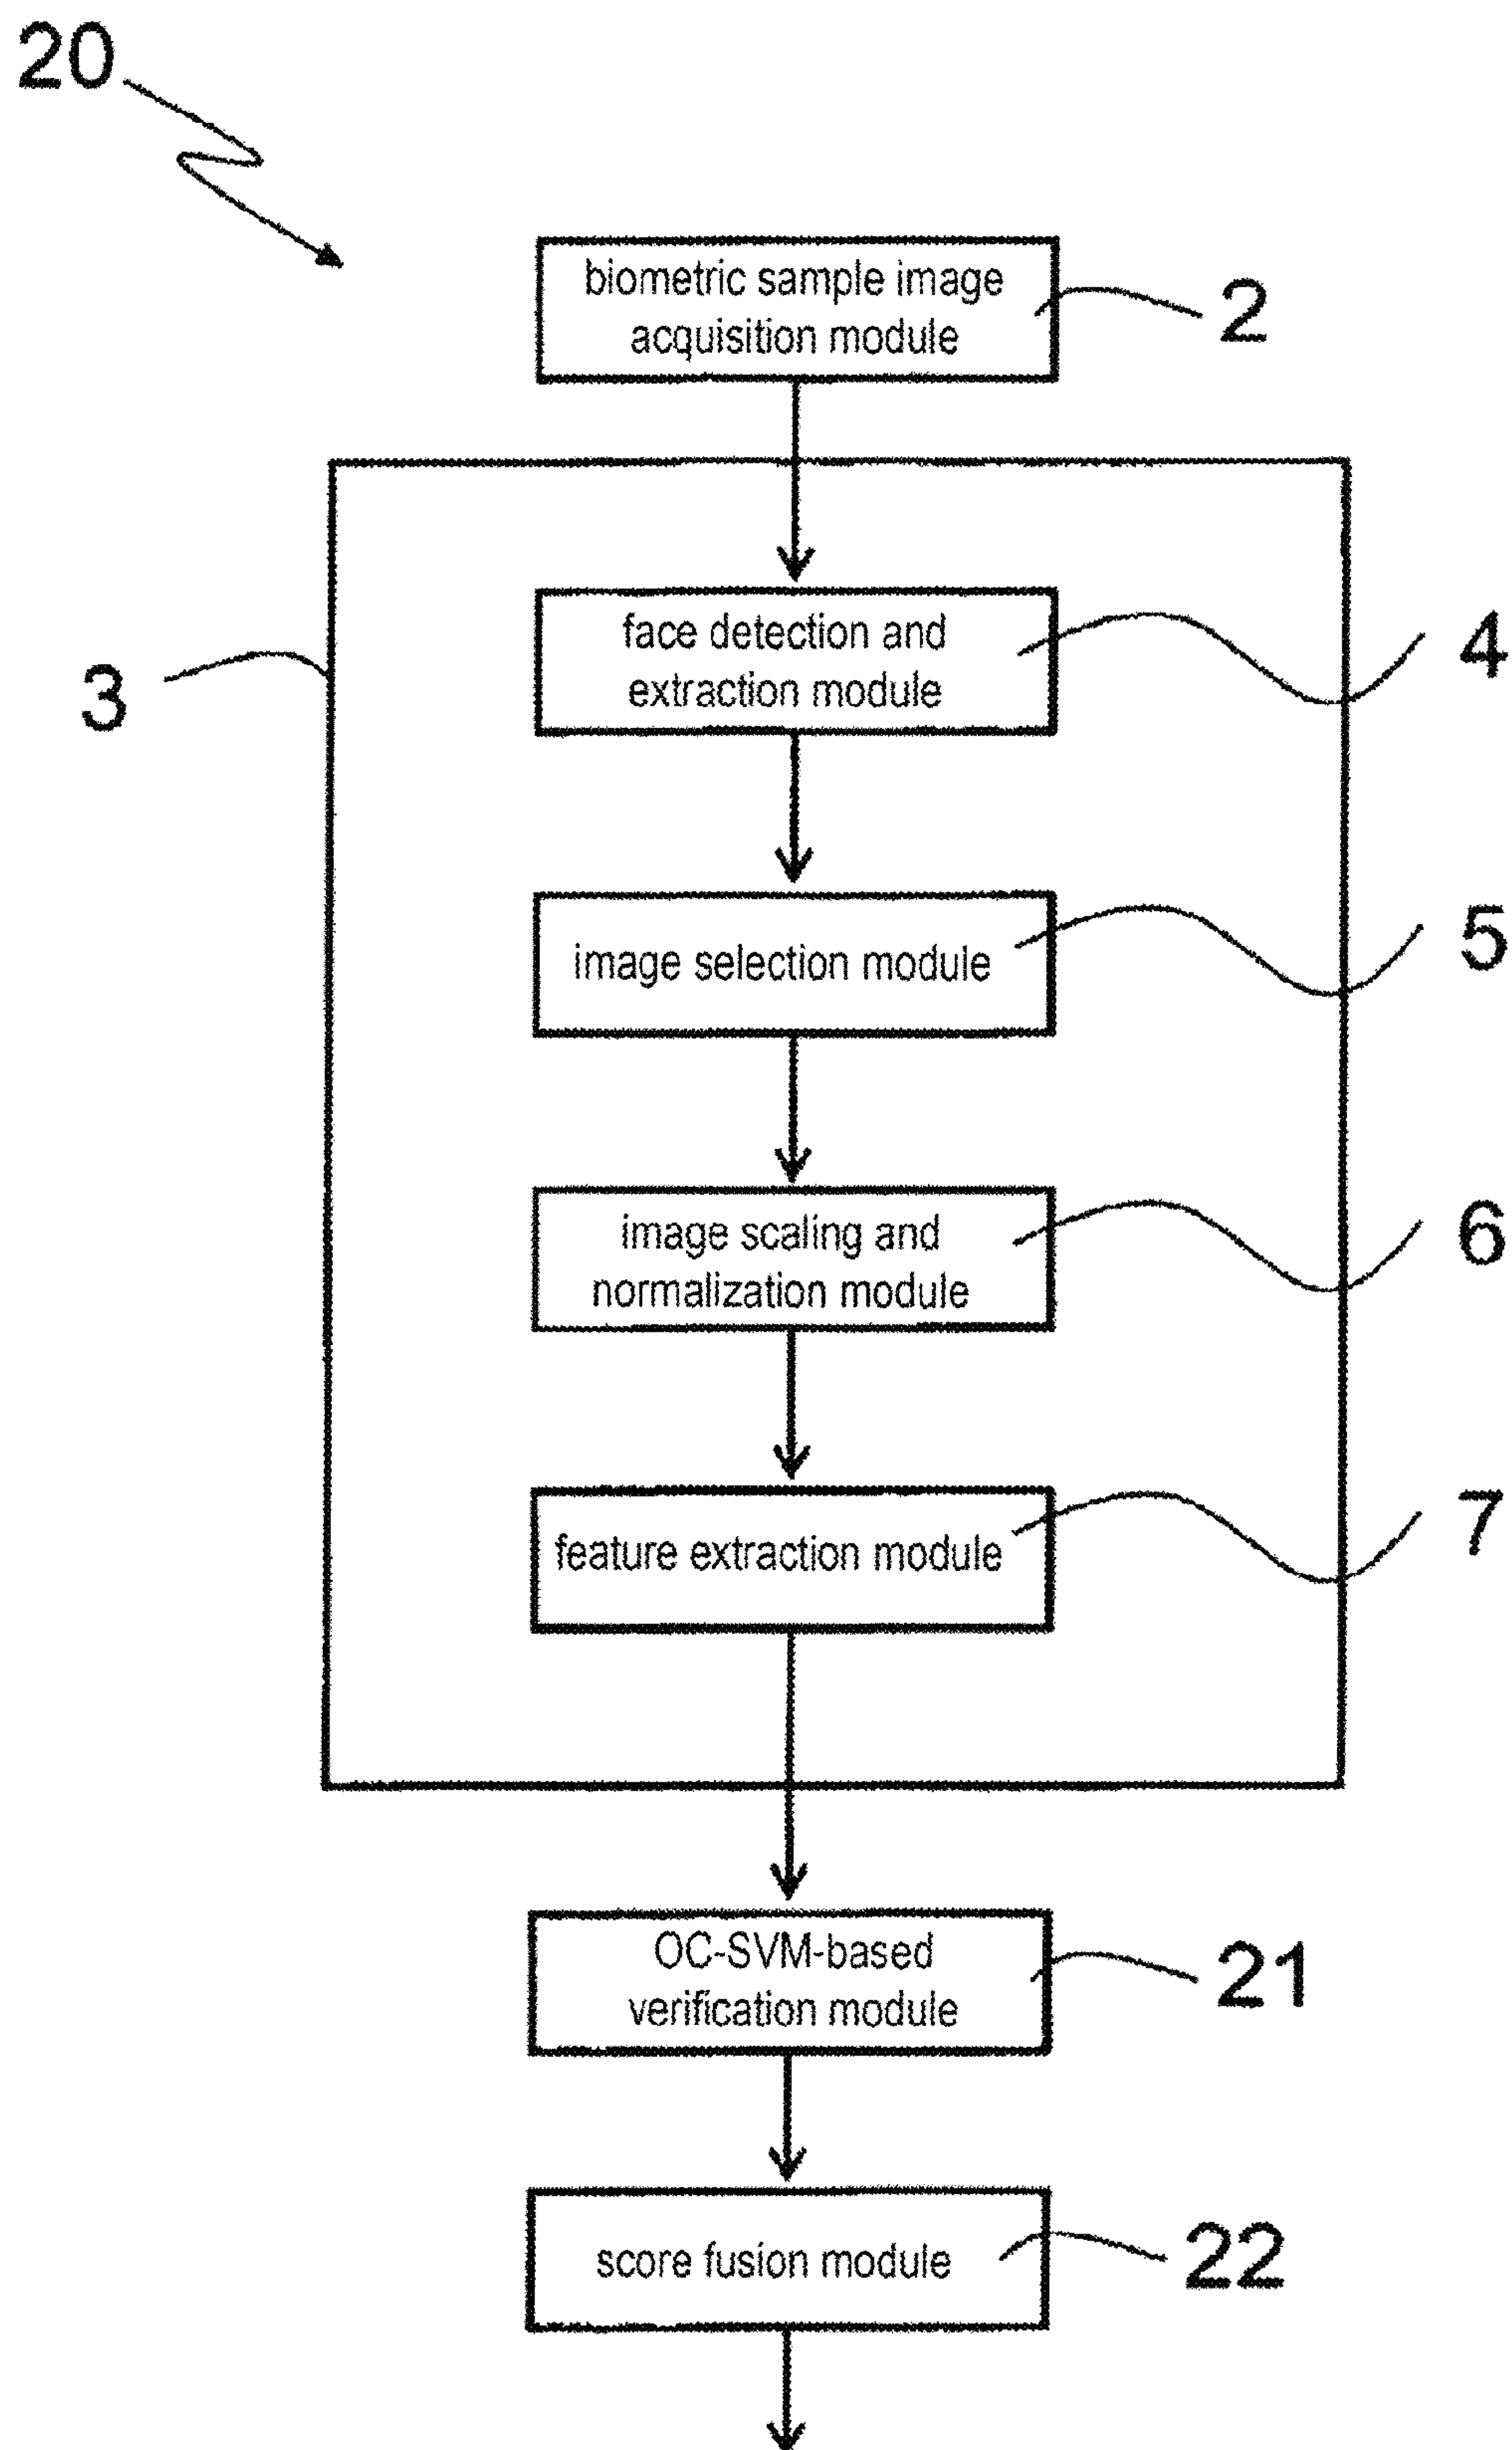 20
biometric sample image
acquisition module
2
3
face detection and
extraction module
4
image selection module
5
image scaling and
normalization module
6
feature extraction module
7
OC-SVM-based
verification module
21
score fusion module
22